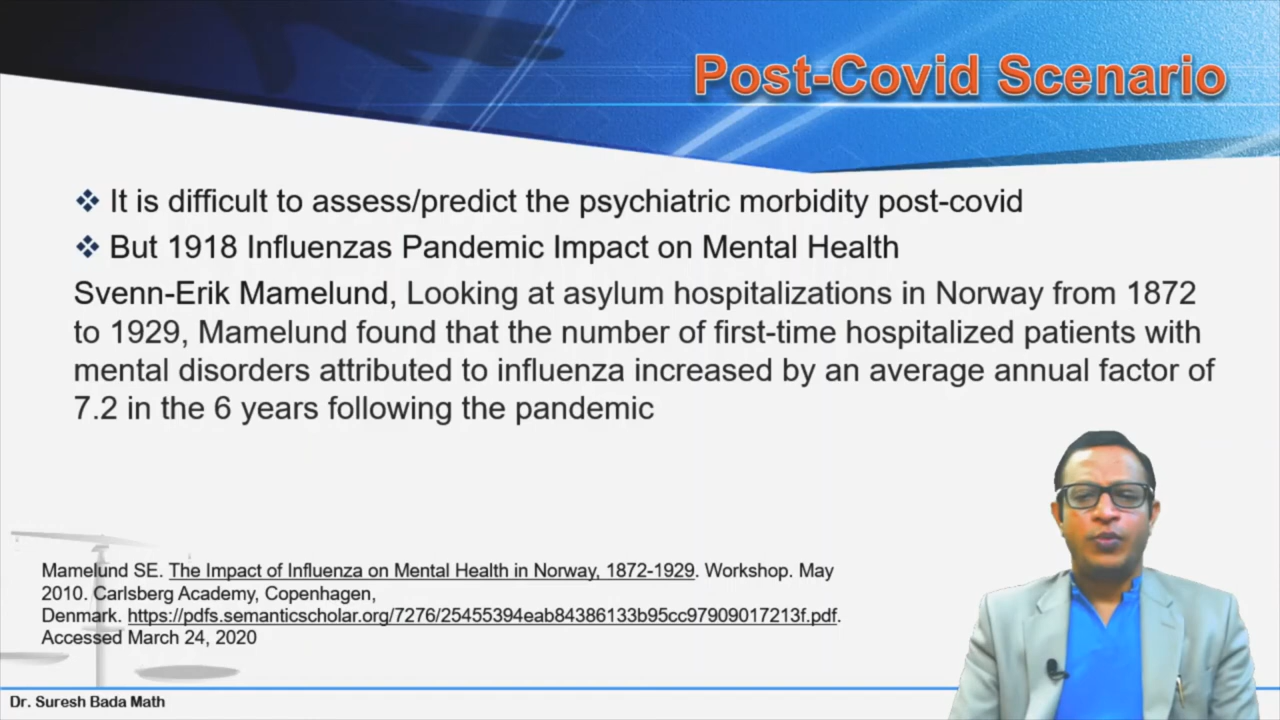 Post-Covid Scenario
It is difficult to assess/predict the psychiatric morbidity post-covid
But 1918 Influenzas Pandemic Impact on Mental Health
Svenn-Erik Mamelund, Looking at asylum hospitalizations in Norway from 1872
to 1929, Mamelund found that the number of first-time hospitalized patients with
mental disorders attributed to influenza increased by an average annual factor of
7.2 in the 6 years following the pandemic
Mamelund SE. The Impact of Influenza on Mental Health in Norway, 1872-1929. Workshop. May
2010. Carlsberg Academy, Copenhagen,
Denmark. https://pdfs.semanticscholar.org/7276/25455394eab84386133b95cc97909017213f.pdf.
Accessed March 24, 2020
Dr. Suresh Bada Math